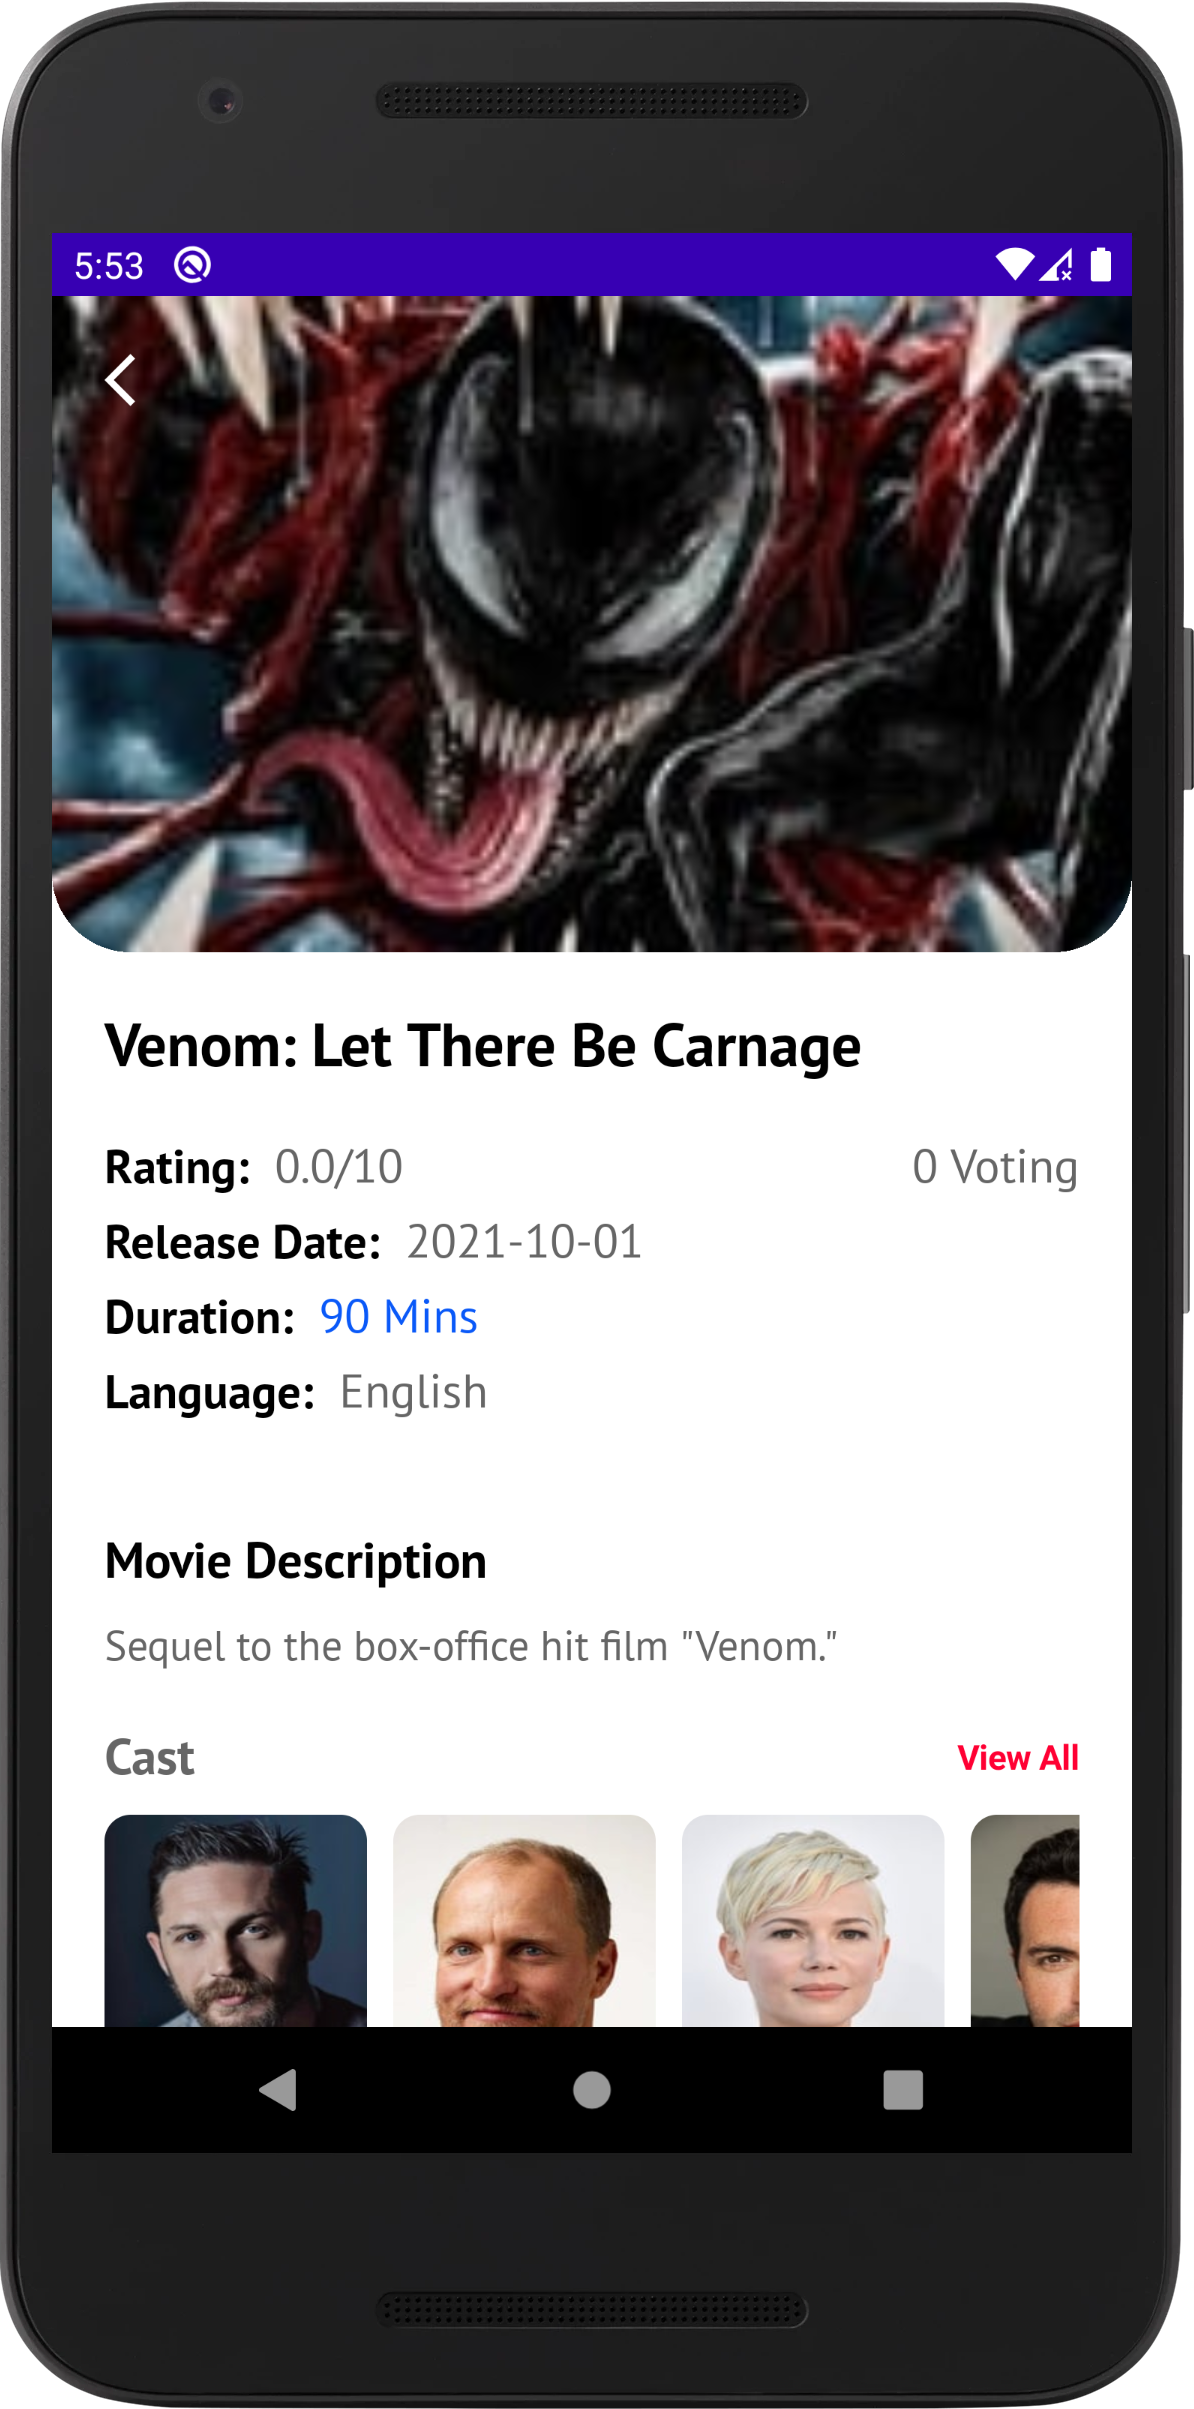 5:53
Venom: Let There Be Carnage
Rating: 0.0/10 0 Voting
Release Date: 2021-10-01
Duration: 90 Mins
Language: English
Movie Description
Sequel to the box-office hit film "Venom."
Cast View All